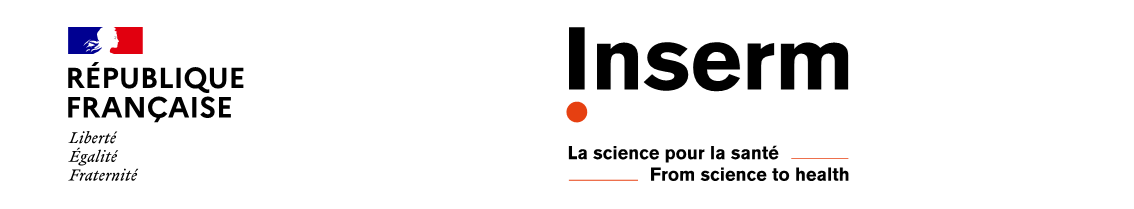 RÉPUBLIQUE
FRANÇAISE
Liberté
Égalité
Fraternité
Inserm
La science pour la santé
From science to health